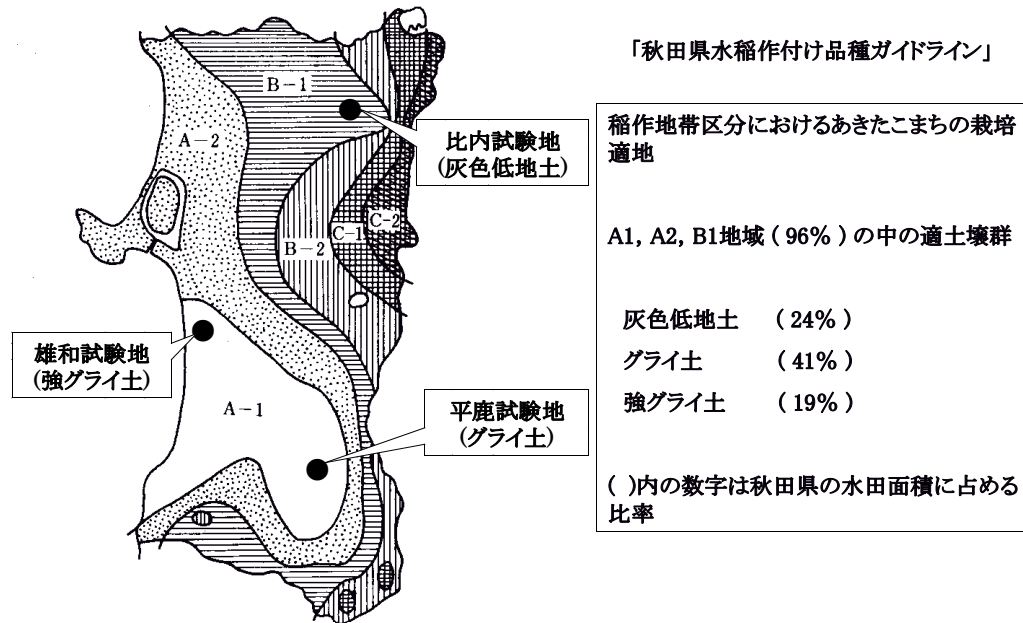 「秋田県水稲作付け品種ガイドライン」
B－1
A－2
比内試験地
(灰色低地土)
C-2
C-1
B－2
雄和試験地
(強グライ土)
A－1
平鹿試験地
(グライ土)
稲作地帯区分におけるあきたこまちの栽培
適地
A1, A2, B1地域 ( 96% ) の中の適土壌群
灰色低地土 ( 24% )
グライ土 ( 41% )
強グライ土 ( 19% )
( )内の数字は秋田県の水田面積に占める
比率